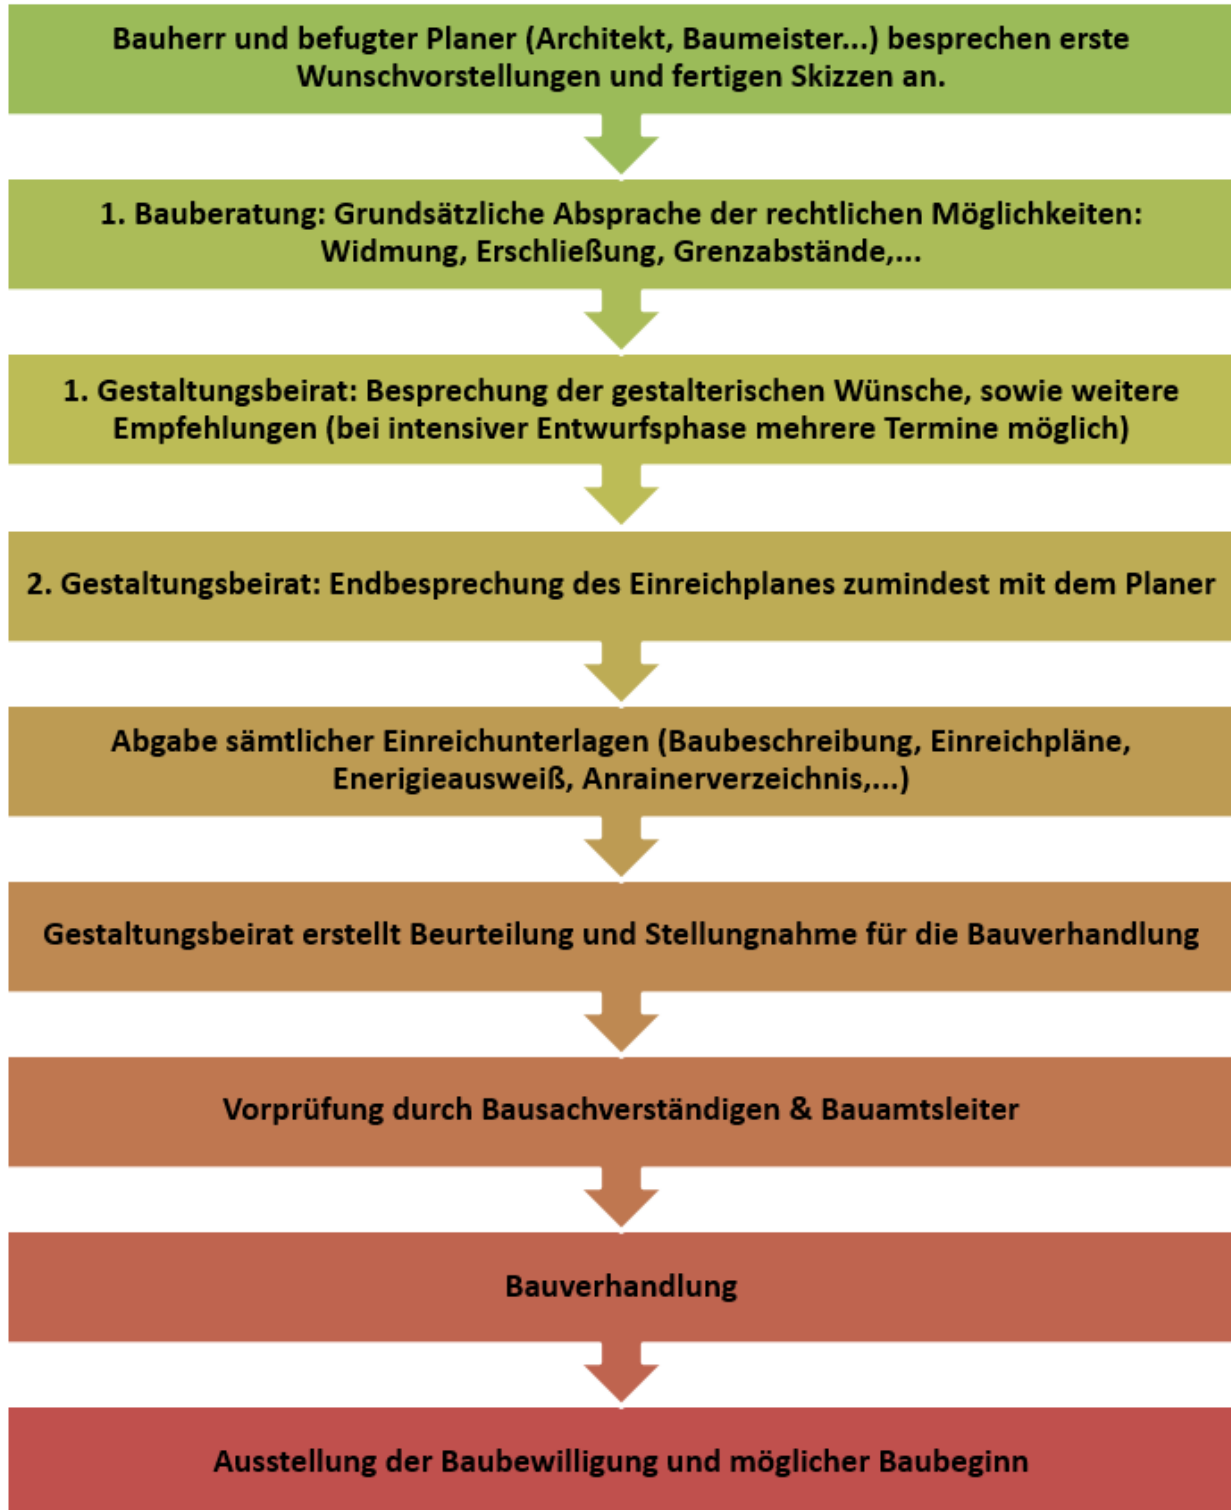 Bauherr und befugter Planer (Architekt, Baumeister...) besprechen erste
Wunschvorstellungen und fertigen Skizzen an.
1. Bauberatung: Grundsätzliche Absprache der rechtlichen Möglichkeiten:
Widmung, Erschließung, Grenzabstände,...
1. Gestaltungsbeirat: Besprechung der gestalterischen Wünsche, sowie weitere
Empfehlungen (bei intensiver Entwurfsphase mehrere Termine möglich)
2. Gestaltungsbeirat: Endbesprechung des Einreichplanes zumindest mit dem Planer
Abgabe sämtlicher Einreichunterlagen (Baubeschreibung, Einreichpläne,
Enerigieausweiß, Anrainerverzeichnis,...)
Gestaltungsbeirat erstellt Beurteilung und Stellungnahme für die Bauverhandlung
Vorprüfung durch Bausachverständigen & Bauamtsleiter
Bauverhandlung
Ausstellung der Baubewilligung und möglicher Baubeginn